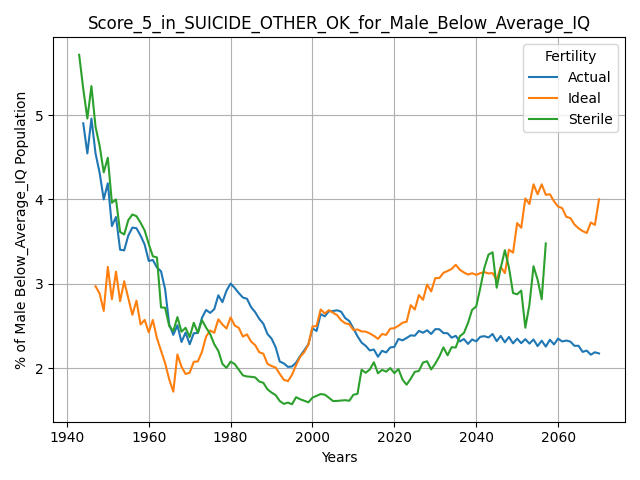 Score_5_in_SUICIDE_OTHER_OK_for_Male_Below_Average_IQ
% of Male Below_Average_IQ Population
5
4
3
2
Fertility
Actual
Ideal
Sterile
1940 1960 1980 2000 2020 2040 2060
Years